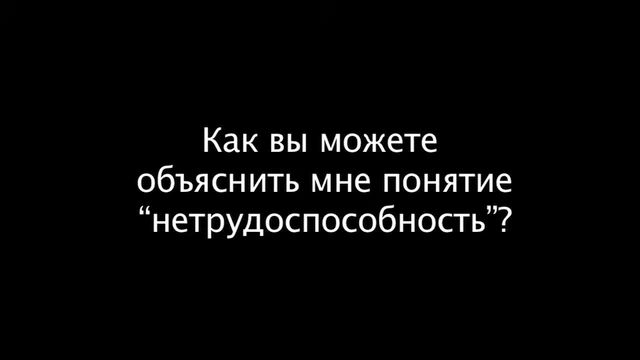 Как вы можете
объяснить мне понятие
“нетрудоспособность”?